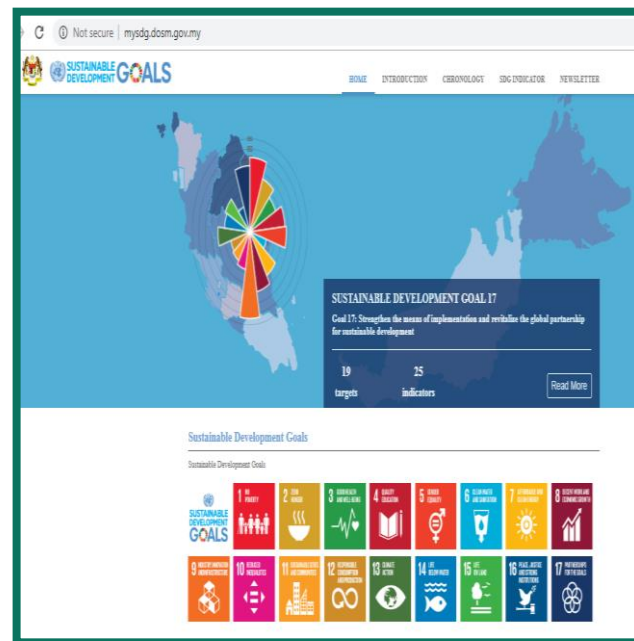 Not secure | mysdg.dosm.gov.my
SUSTAINABLE
DEVELOPMENT GOALS
HOME INTRODUCTION CHRONOLOGY SDG INDICATOR NEWSLETTER
SUSTAINABLE DEVELOPMENT GOAL 17
Goal 17: Strengthen the means of implementation and revitalize the global partnership
for sustainable development
19 25
targets indicators
Read More
Sustainable Development Goals
Sustainable Development Goals
SUSTAINABLE
DEVELOPMENT
GOALS
1 NO
POVERTY
2 ZERO
HUNGER
3 GOOD HEALTH
AND WELL-BEING
4 QUALITY
EDUCATION
5 GENDER
EQUALITY
6 CLEAN WATER
AND SANITATION
7 AFFORDABLE AND
CLEAN ENERGY
8 DECENT WORK AND
ECONOMIC GROWTH
9 INDUSTRY, INNOVATION
AND INFRASTRUCTURE
10 REDUCED
INEQUALITIES
11 SUSTAINABLE CITIES
AND COMMUNITIES
12 RESPONSIBLE
CONSUMPTION
AND PRODUCTION
13 CLIMATE
ACTION
14 LIFE
BELOW WATER
15 LIFE
ON LAND
16 PEACE, JUSTICE
AND STRONG
INSTITUTIONS
17 PARTNERSHIPS
FOR THE GOALS